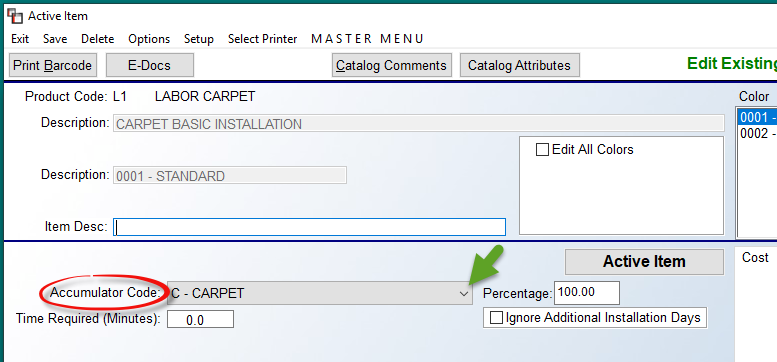 Active Item
Exit Save Delete Options Setup Select Printer MASTER MENU
Print Barcode E-Docs Catalog Comments Catalog Attributes Edit Existing
Product Code: L1 LABOR CARPET Color
Description: CARPET BASIC INSTALLATION 0001 -
0002 -
Edit All Colors
Description: 0001 - STANDARD
Item Desc:
Active Item Cost
Accumulator Code: C - CARPET Percentage: 100.00
Time Required (Minutes): 0.0 Ignore Additional Installation Days